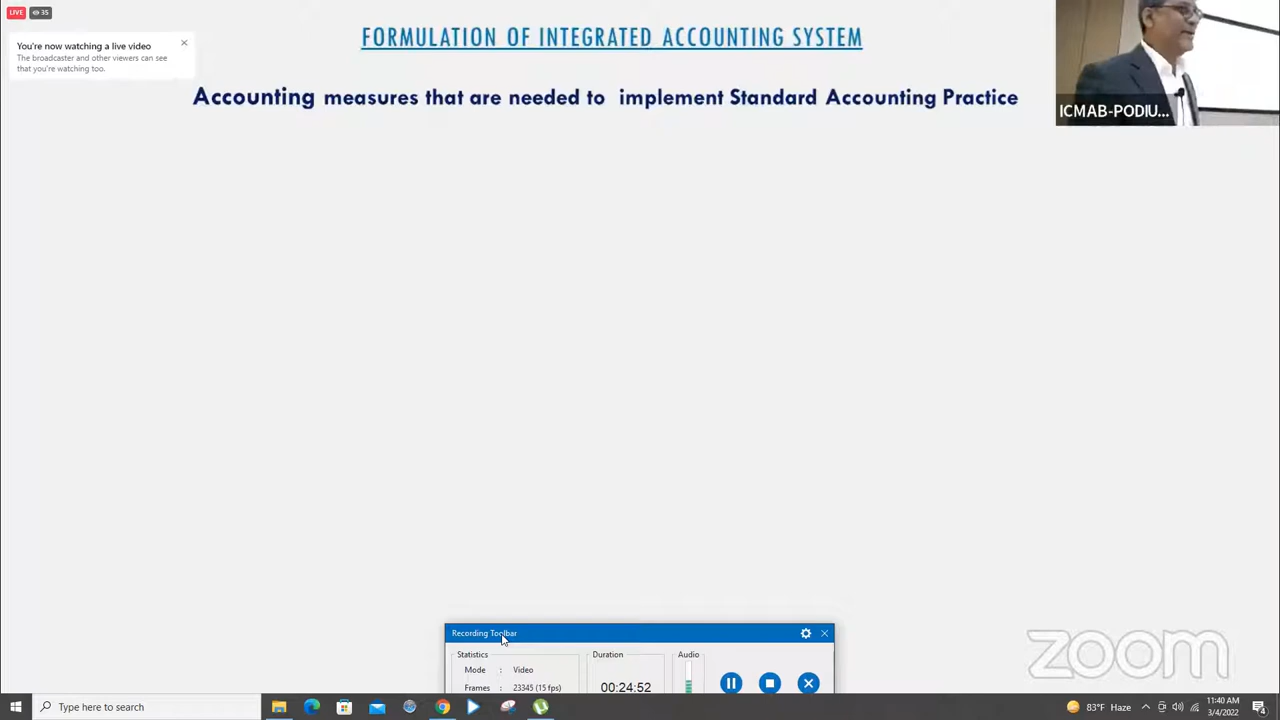 LIVE 35
You're now watching a live video
The broadcaster and other viewers can see
that you're watching too.
FORMULATION OF INTEGRATED ACCOUNTING SYSTEM
Accounting measures that are needed to implement Standard Accounting Practice
ICMAB-PODIU...
Recording Toolbar
Statistics
Mode : Video
Frames : 23345 (15 fps)
Duration
00:24:52
Audio
zoom
Type here to search
83°F Haze
11:40 AM
3/4/2022
4